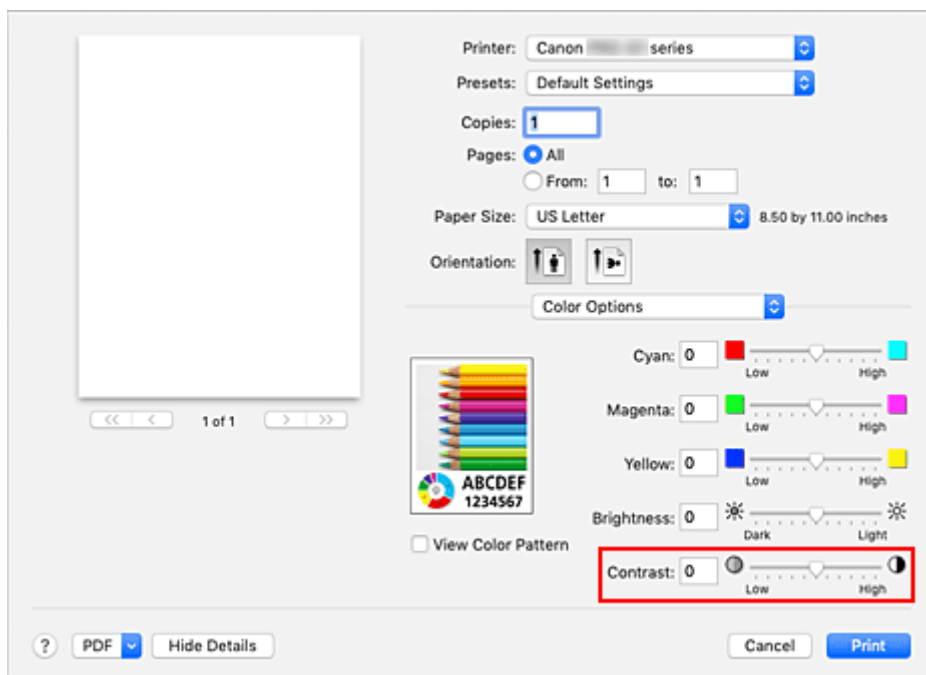 Printer: Canon series
Presets: Default Settings
Copies: 1
Pages: All
From: 1 to: 1
Paper Size: US Letter 8.50 by 11.00 inches
Orientation:
Color Options
Cyan: 0
Low High
Magenta: 0
Low High
Yellow: 0
Low High
Brightness: 0
Dark Light
Contrast: 0
Low High
1 of 1
ABCDEF
1234567
View Color Pattern
? PDF Hide Details Cancel Print